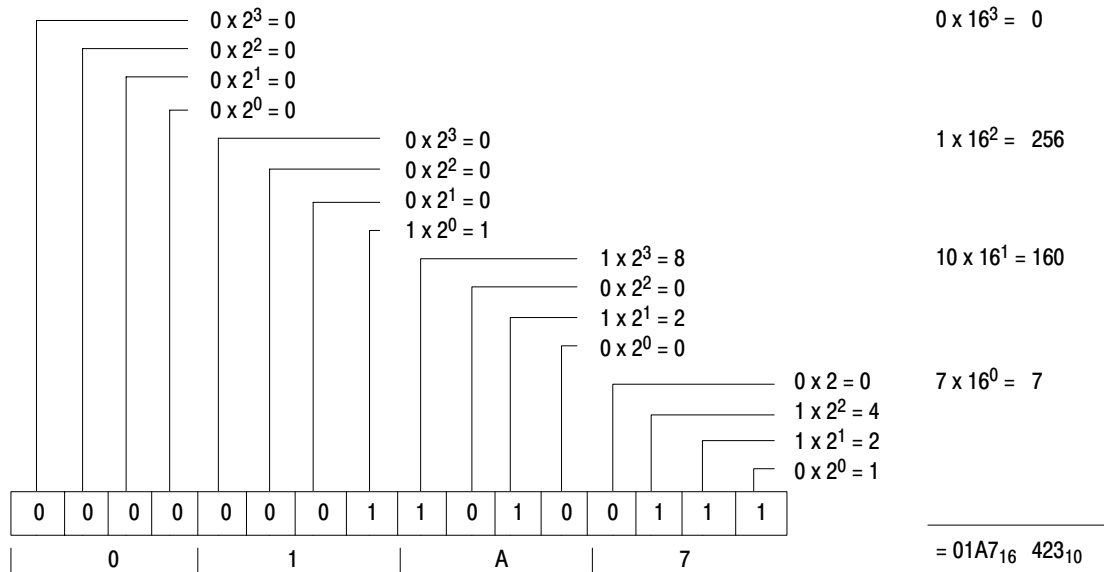 0 x 2³ = 0 0 x 16³ = 0
0 x 2² = 0
0 x 2¹ = 0
0 x 2⁰ = 0
0 x 2³ = 0 1 x 16² = 256
0 x 2² = 0
0 x 2¹ = 0
1 x 2⁰ = 1
1 x 2³ = 8 10 x 16¹ = 160
0 x 2² = 0
1 x 2¹ = 2
0 x 2⁰ = 0
0 x 2 = 0 7 x 16⁰ = 7
1 x 2² = 4
1 x 2¹ = 2
0 x 2⁰ = 1
0 0 0 0 0 0 0 1 1 0 1 0 0 1 1 1
0 1 A 7 = 01A7₁₆ 423₁₀